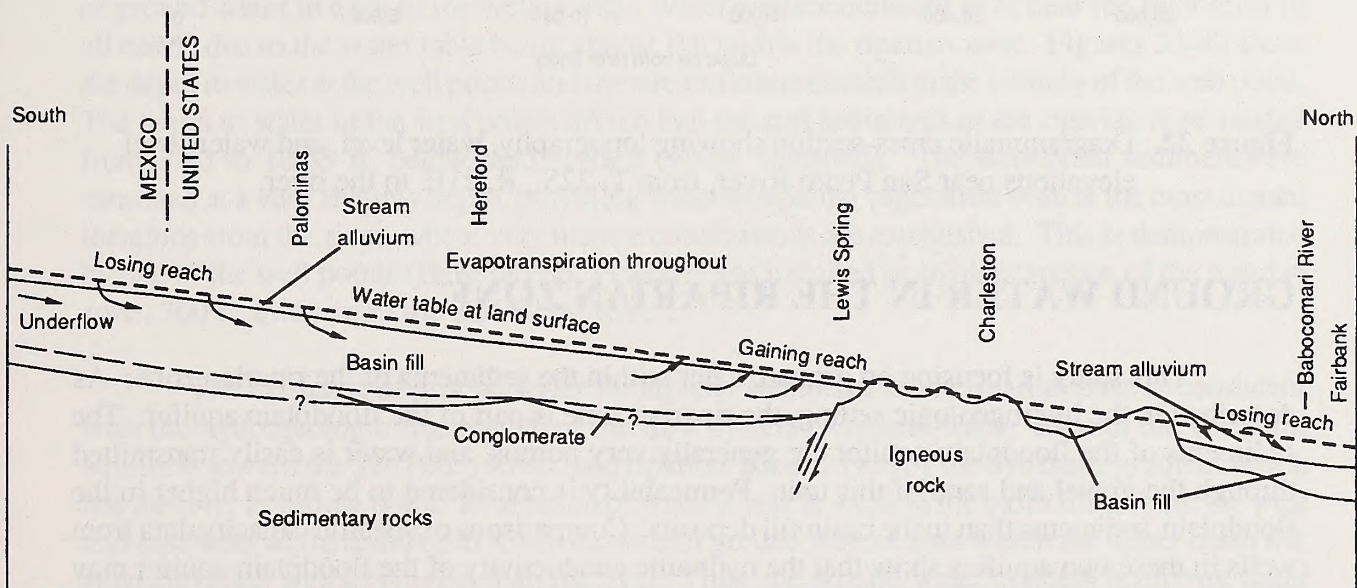 South
North
MEXICO
UNITED STATES
Palominas
Stream
alluvium
Hereford
Evapotranspiration throughout
Lewis Spring
Charleston
Babocomari River
Fairbank
Losing reach
Underflow
Water table at land surface
Gaining reach
Stream alluvium
Losing reach
Basin fill
?
?
Conglomerate
Igneous
rock
Basin fill
Sedimentary rocks